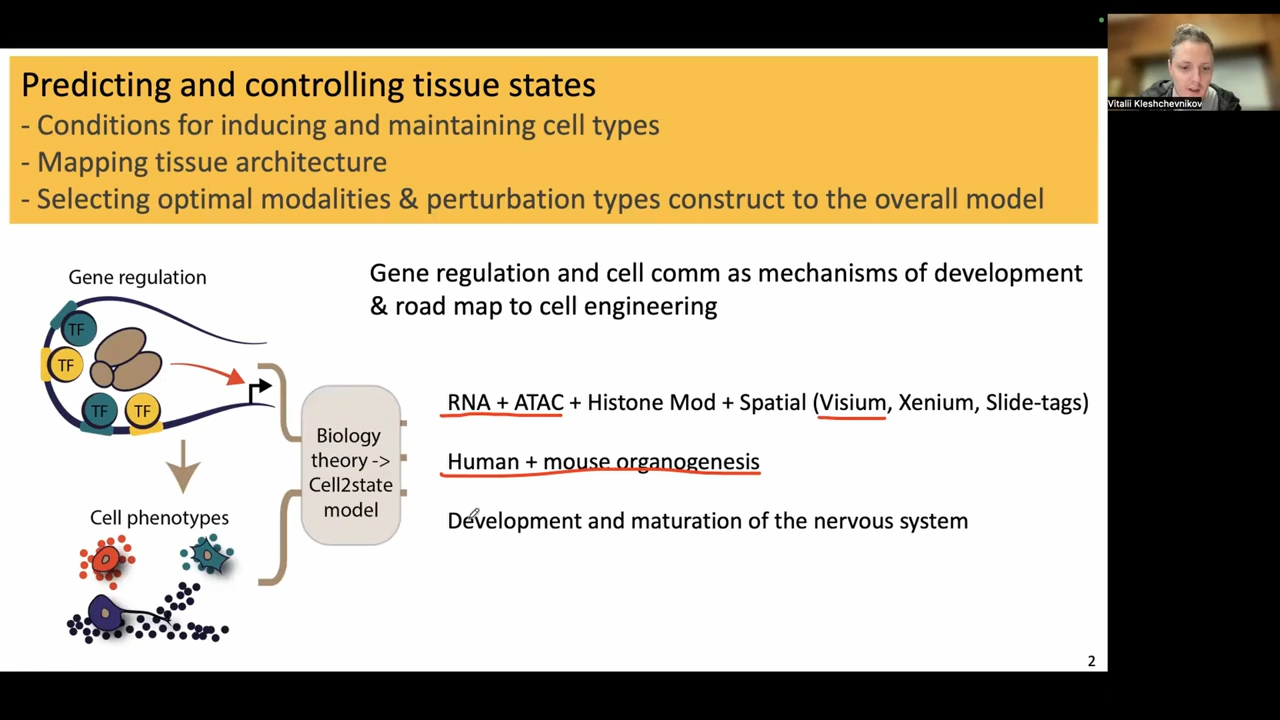 Vitalii Kleshchevnikov
Predicting and controlling tissue states
- Conditions for inducing and maintaining cell types
- Mapping tissue architecture
- Selecting optimal modalities & perturbation types construct to the overall model
Gene regulation
TF
TF
TF
TF
Cell phenotypes
Biology
theory ->
Cell2state
model
Gene regulation and cell comm as mechanisms of development
& road map to cell engineering
RNA + ATAC + Histone Mod + Spatial (Visium, Xenium, Slide-tags)
Human + mouse organogenesis
Development and maturation of the nervous system
2